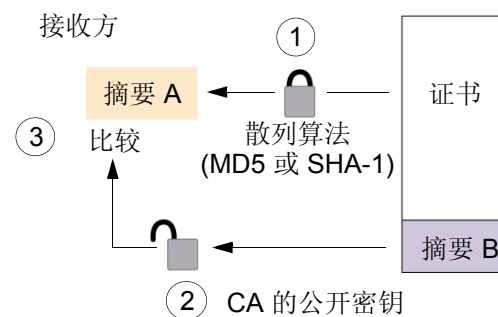 接收方
1
摘要 A
证书
3
比较
散列算法
(MD5 或 SHA-1)
摘要 B
2
CA 的公开密钥